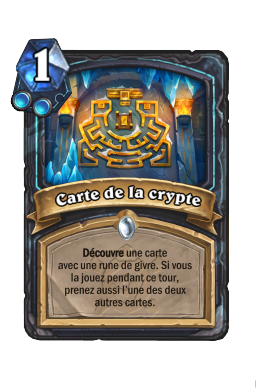 1
Carte de la crypte
Découvre une carte
avec une rune de givre. Si vous
la jouez pendant ce tour,
prenez aussi l'une des deux
autres cartes.